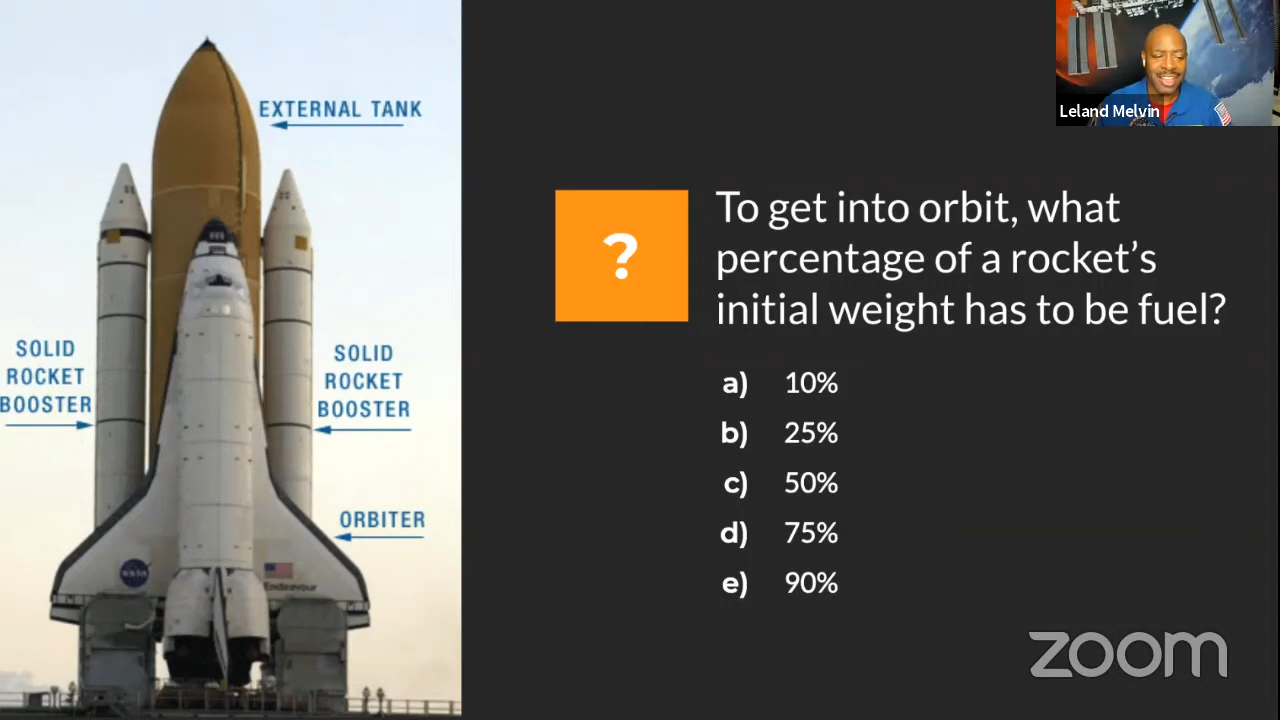 EXTERNAL TANK
SOLID
ROCKET
BOOSTER
SOLID
ROCKET
BOOSTER
ORBITER
NASA
Endeavour
Leland Melvin
?
To get into orbit, what
percentage of a rocket's
initial weight has to be fuel?
a) 10%
b) 25%
c) 50%
d) 75%
e) 90%
zoom